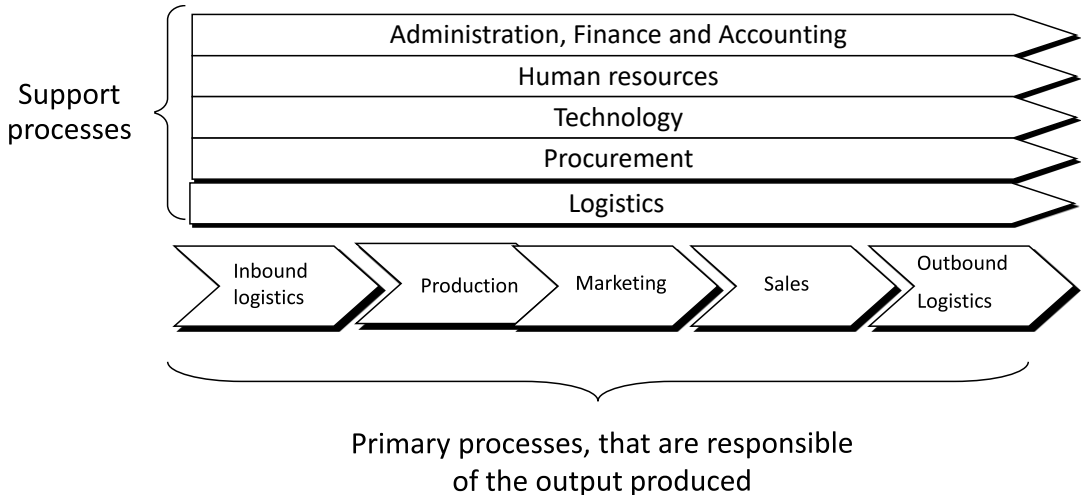 Administration, Finance and Accounting
Human resources
Support
processes
Technology
Procurement
Logistics
Inbound
logistics
Production
Marketing
Sales
Outbound
Logistics
Primary processes, that are responsible
of the output produced